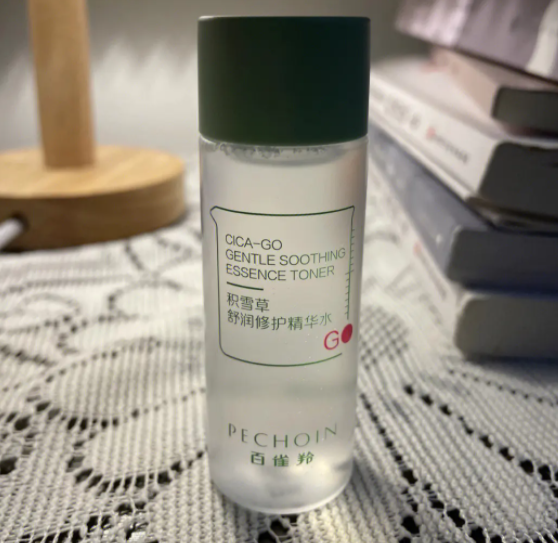 CICA-GO
GENTLE SOOTHING
ESSENCE TONER
积雪草
舒润修护精华水
GO
PECHOIN
百雀羚